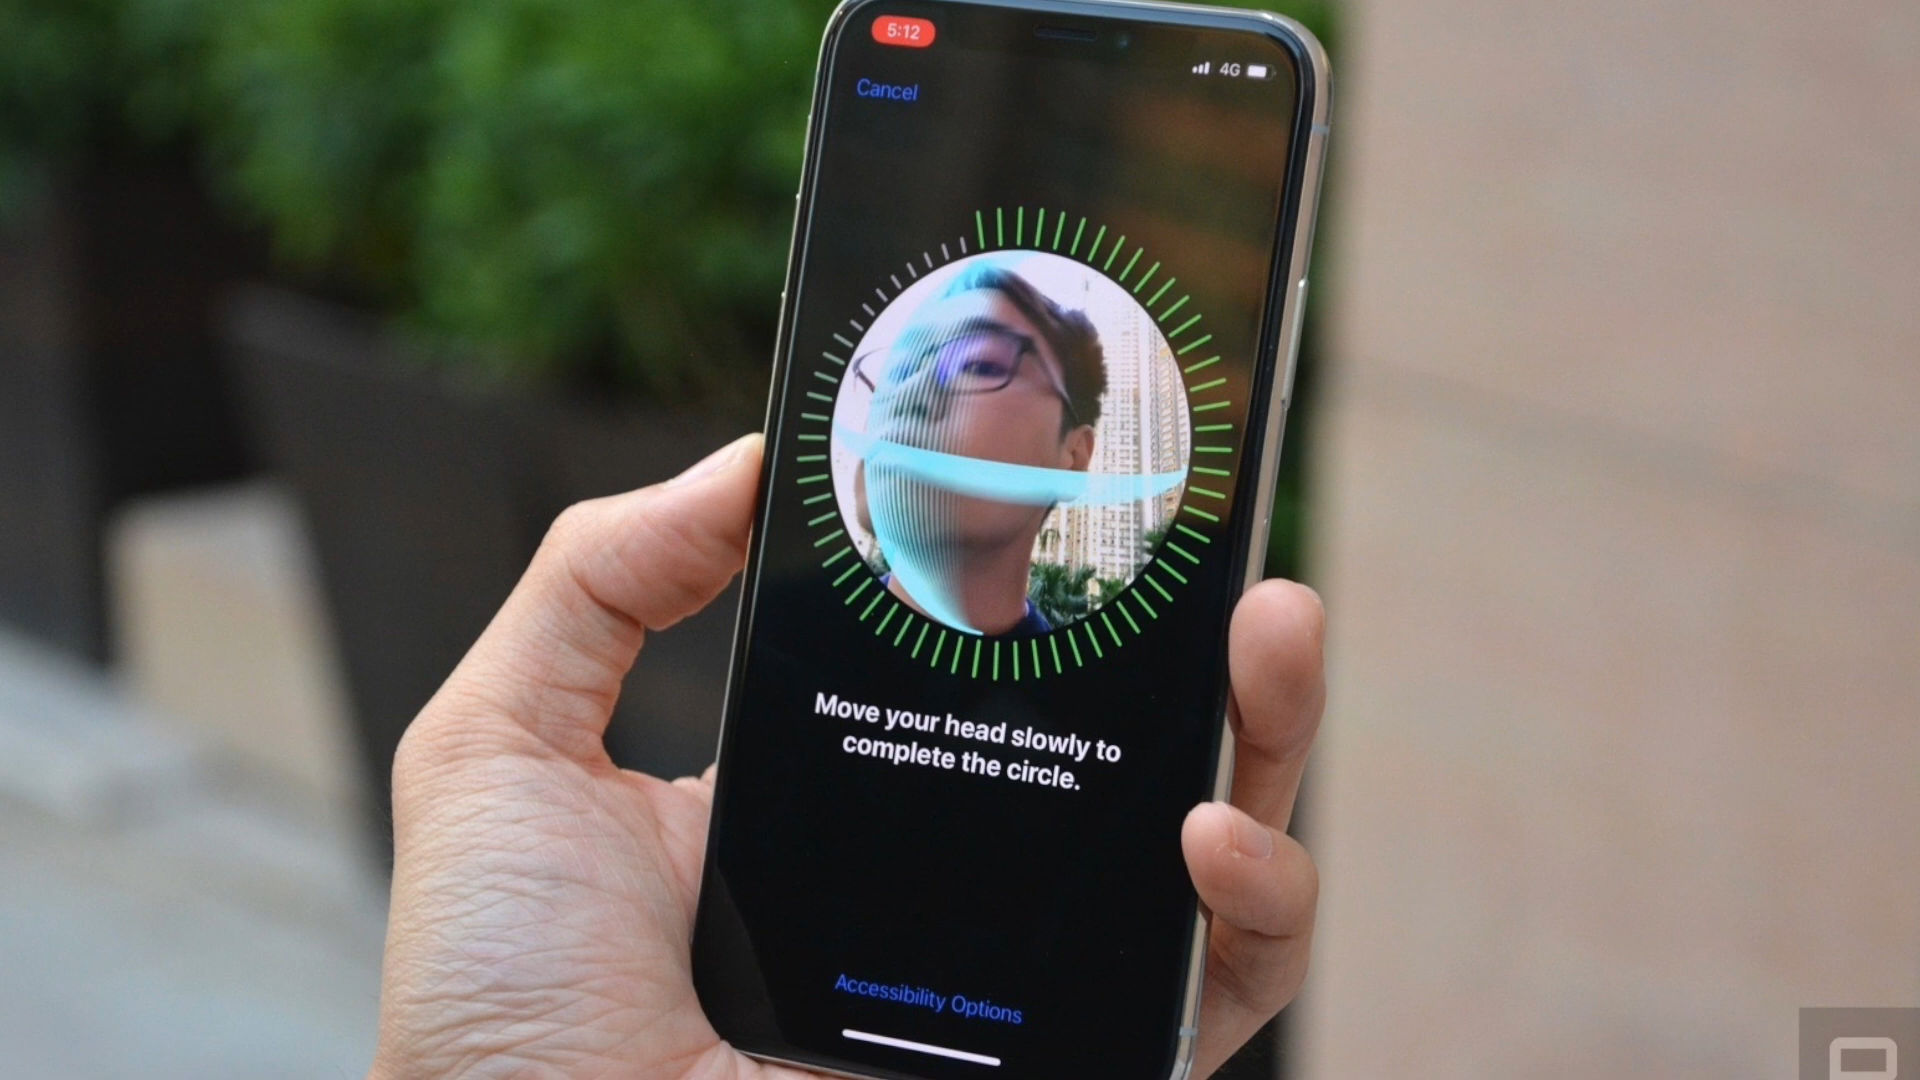 5:12
4G
Cancel
Move your head slowly to
complete the circle.
Accessibility Options